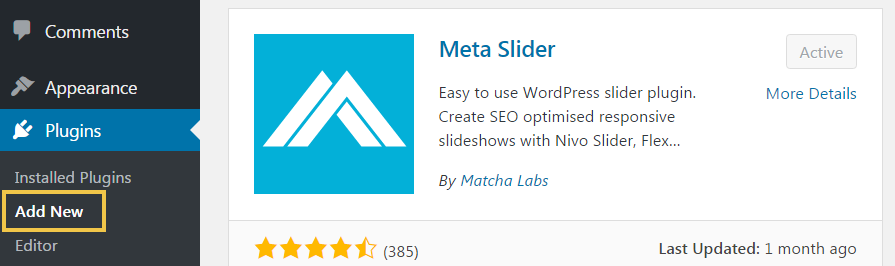 Comments
Appearance
Plugins
Installed Plugins
Add New
Editor
Meta Slider
Active
Easy to use WordPress slider plugin.
More Details
Create SEO optimised responsive
slideshows with Nivo Slider, Flex...
By Matcha Labs
(385)
Last Updated: 1 month ago